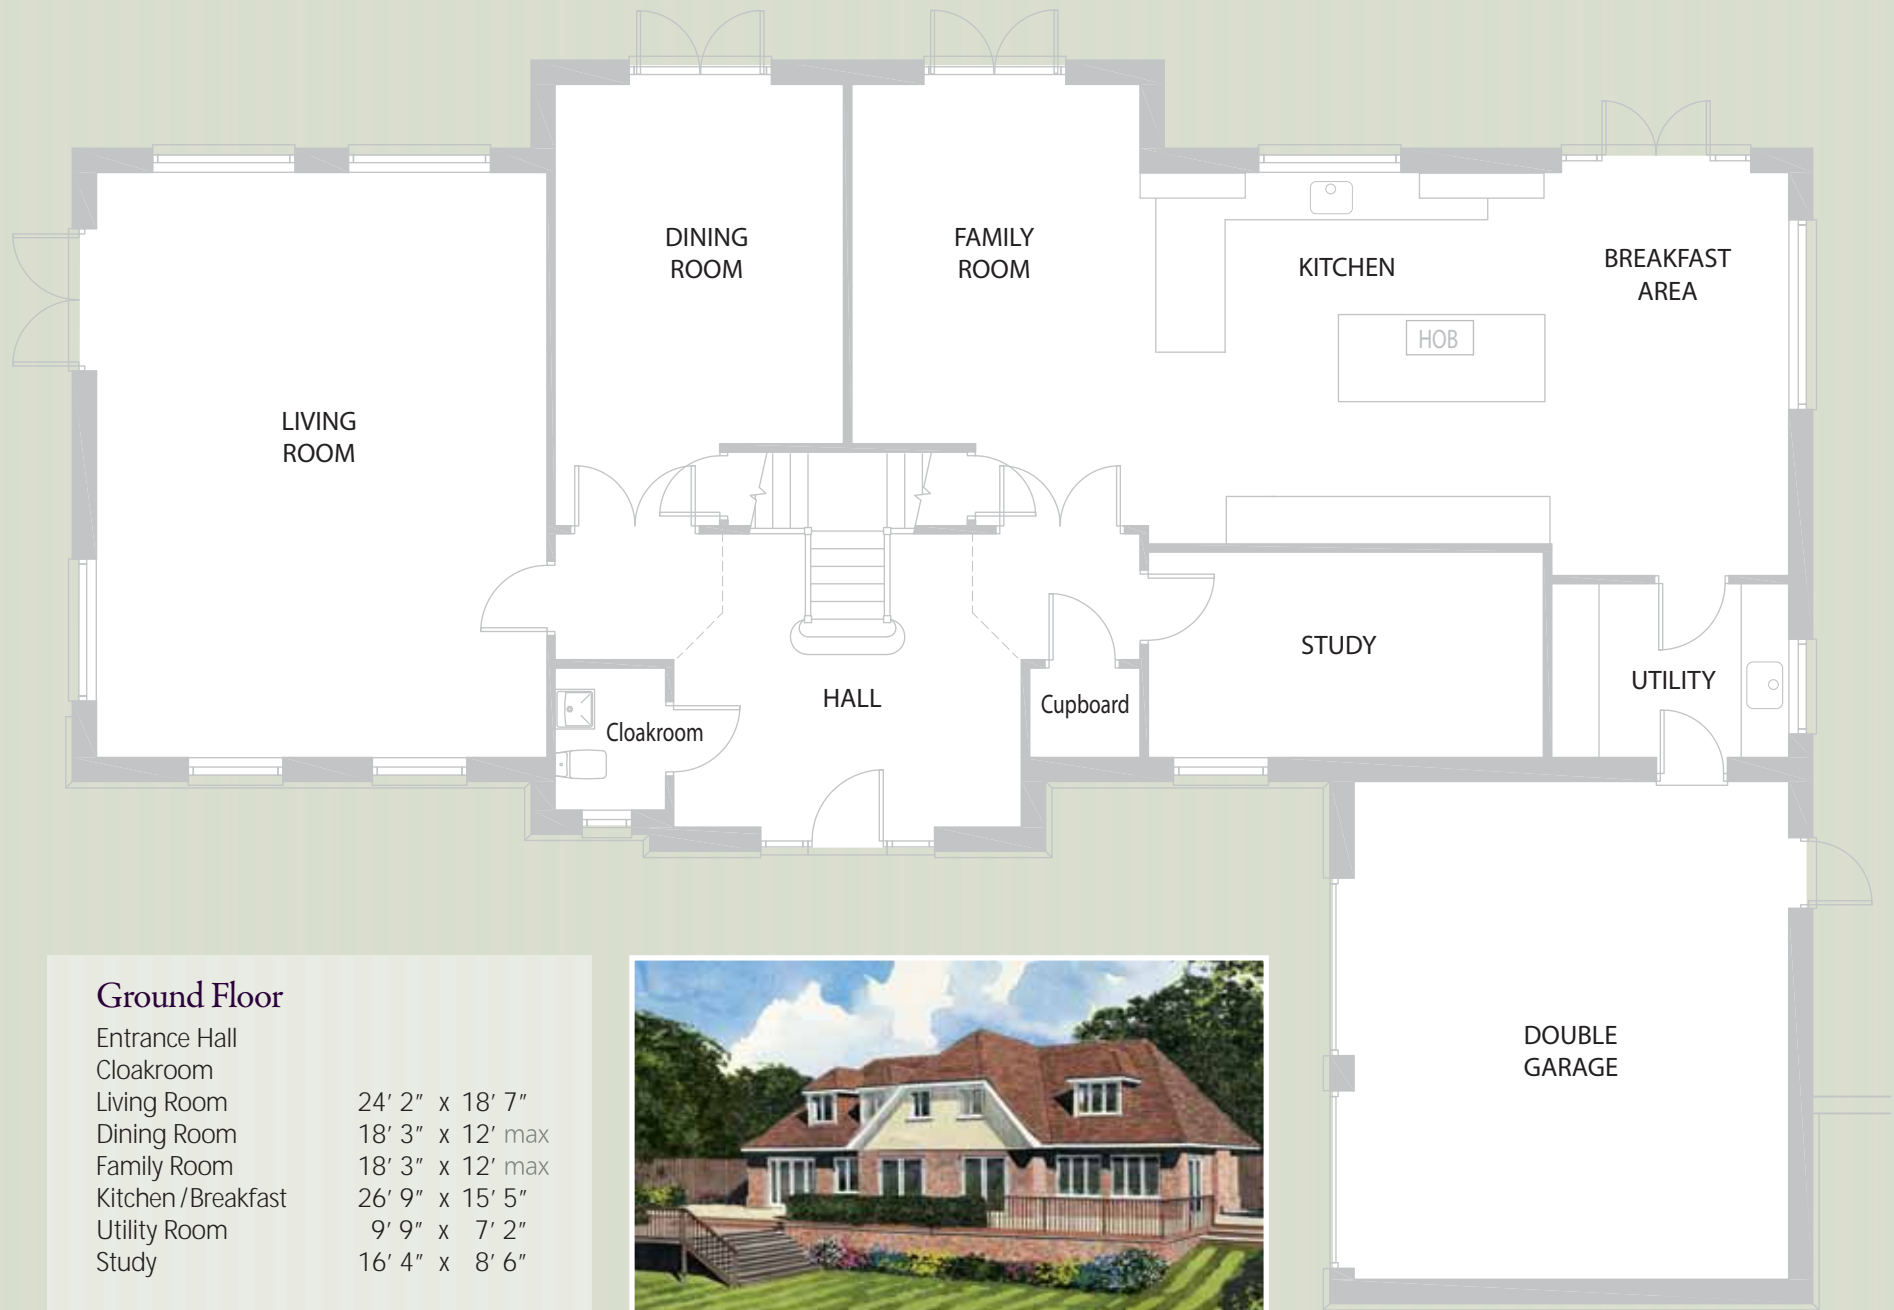 DINING
ROOM
FAMILY
ROOM
KITCHEN
BREAKFAST
AREA
HOB
LIVING
ROOM
STUDY
UTILITY
HALL
Cupboard
Cloakroom
DOUBLE
GARAGE
Ground Floor
Entrance Hall
Cloakroom
Living Room 24′ 2″ x 18′ 7″
Dining Room 18′ 3″ x 12′ max
Family Room 18′ 3″ x 12′ max
Kitchen /Breakfast 26′ 9″ x 15′ 5″
Utility Room 9′ 9″ x 7′ 2″
Study 16′ 4″ x 8′ 6″